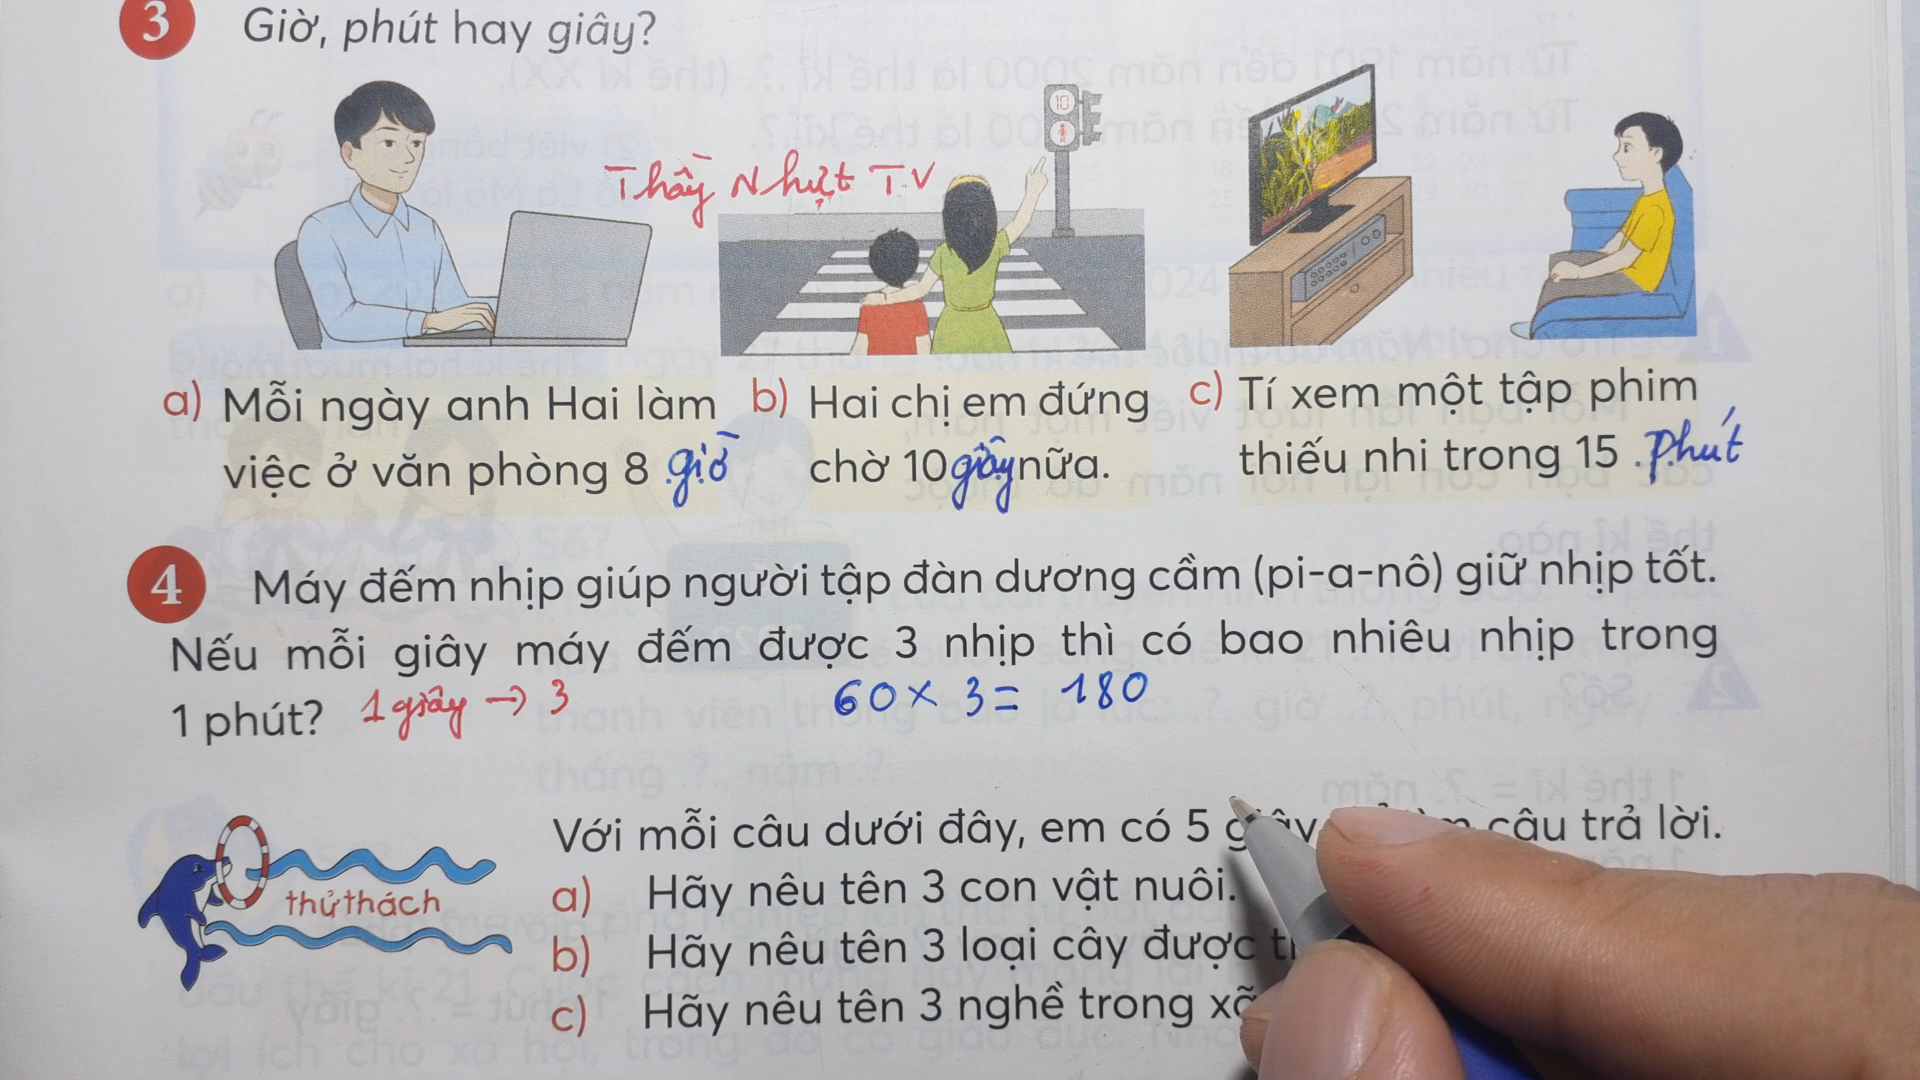 3 Giờ, phút hay giây?
10
Thầy Nhựt T.V
a) Mỗi ngày anh Hai làm
việc ở văn phòng 8 giờ
b) Hai chị em đứng
chờ 10 giây nữa.
c) Tí xem một tập phim
thiếu nhi trong 15 phút
4 Máy đếm nhịp giúp người tập đàn dương cầm (pi-a-nô) giữ nhịp tốt.
Nếu mỗi giây máy đếm được 3 nhịp thì có bao nhiêu nhịp trong
1 phút? 1 giây → 3 60 × 3 = 180
thử thách
Với mỗi câu dưới đây, em có 5 câu trả lời.
a) Hãy nêu tên 3 con vật nuôi.
b) Hãy nêu tên 3 loại cây được
c) Hãy nêu tên 3 nghề trong